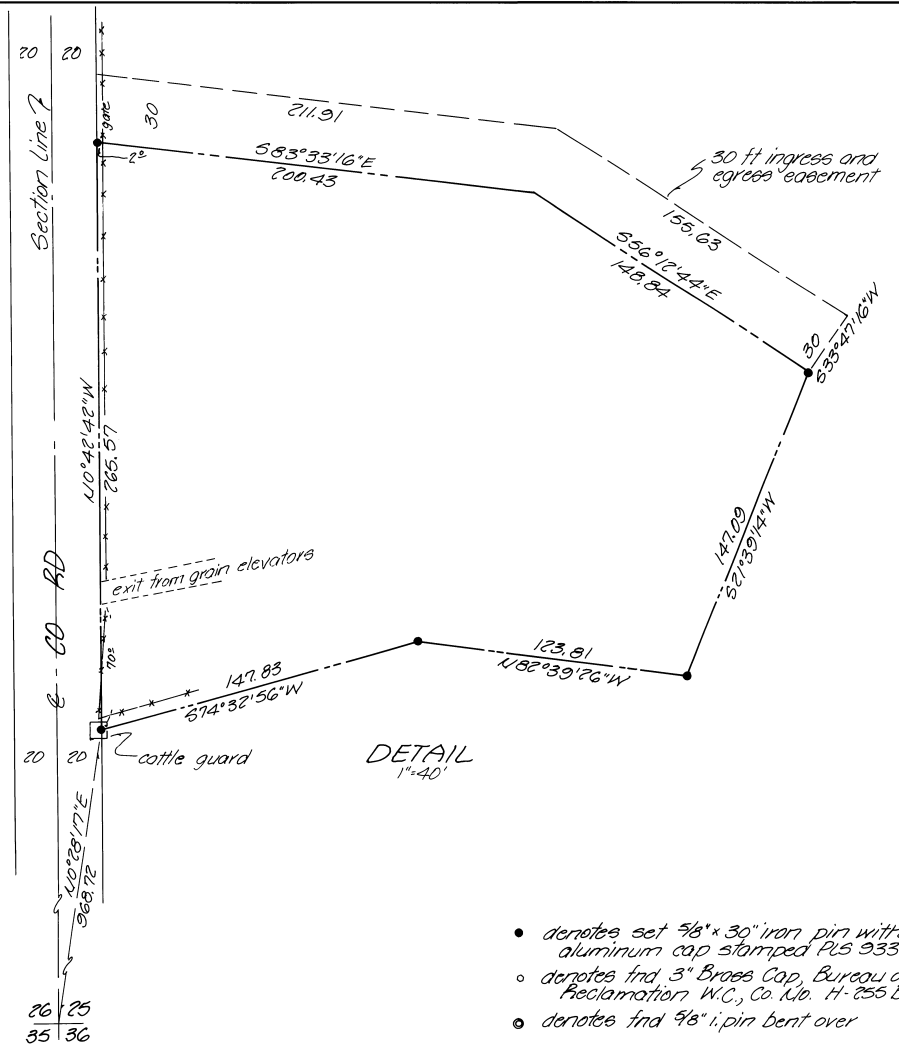 20 20
Section Line
gate
30
2º
211.91
S83°33'16"E
200.43
30 ft ingress and
egress easement
155.63
S56°12'44"E
148.84
30
S33°47'16"W
N0°42'42"W
265.57
147.09
S21°39'14"W
exit from grain elevators
℄ CO RD
70º
147.83
S74°32'56"W
123.81
N82°39'26"W
20 20
cattle guard
DETAIL
1"=40'
N0°28'17"E
968.72
26 25
35 36
denotes set 5/8" x 30" iron pin with
aluminum cap stamped PLS 933
denotes fnd 3" Brass Cap, Bureau
Reclamation W.C., Co. No. H-255
denotes fnd 5/8" i.pin bent over